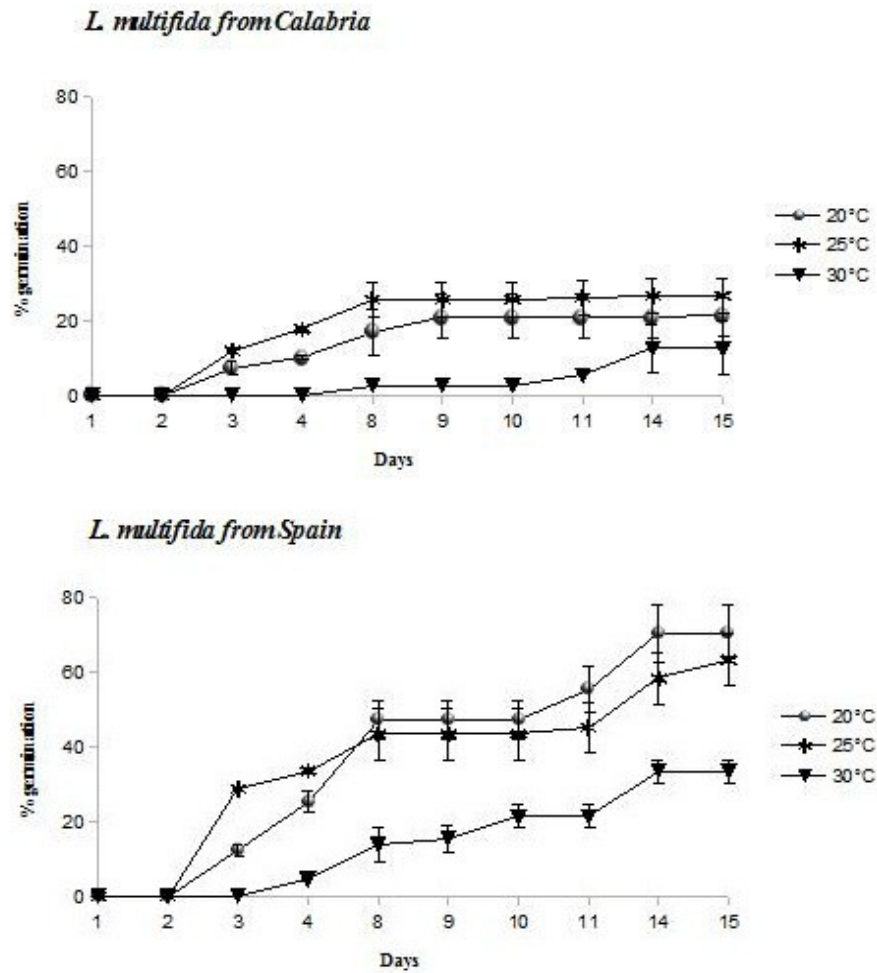 L. multifida from Calabria
80
60
40
20
0
% germination
1 2 3 4 8 9 10 11 14 15
Days
20°C
25°C
30°C
L. multifida from Spain
80
60
40
20
0
% germination
1 2 3 4 8 9 10 11 14 15
Days
20°C
25°C
30°C